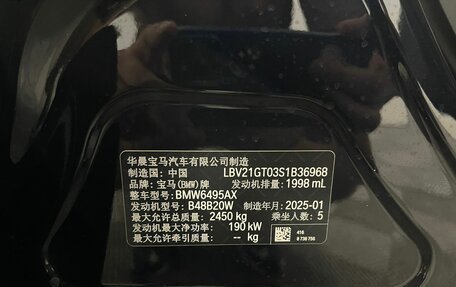 华晨宝马汽车有限公司制造
制造国：中国 LBV21GT03S1B36968
品牌：宝马(BMW)牌 发动机排量：1998 mL
整车型号：BMW6495AX
发动机型号：B48B20W 制造年月：2025-01
最大允许总质量：2450 kg 乘坐人数：5
发动机最大净功率：190 kW
最大允许牵引质量：-- kg
416
8 738 756